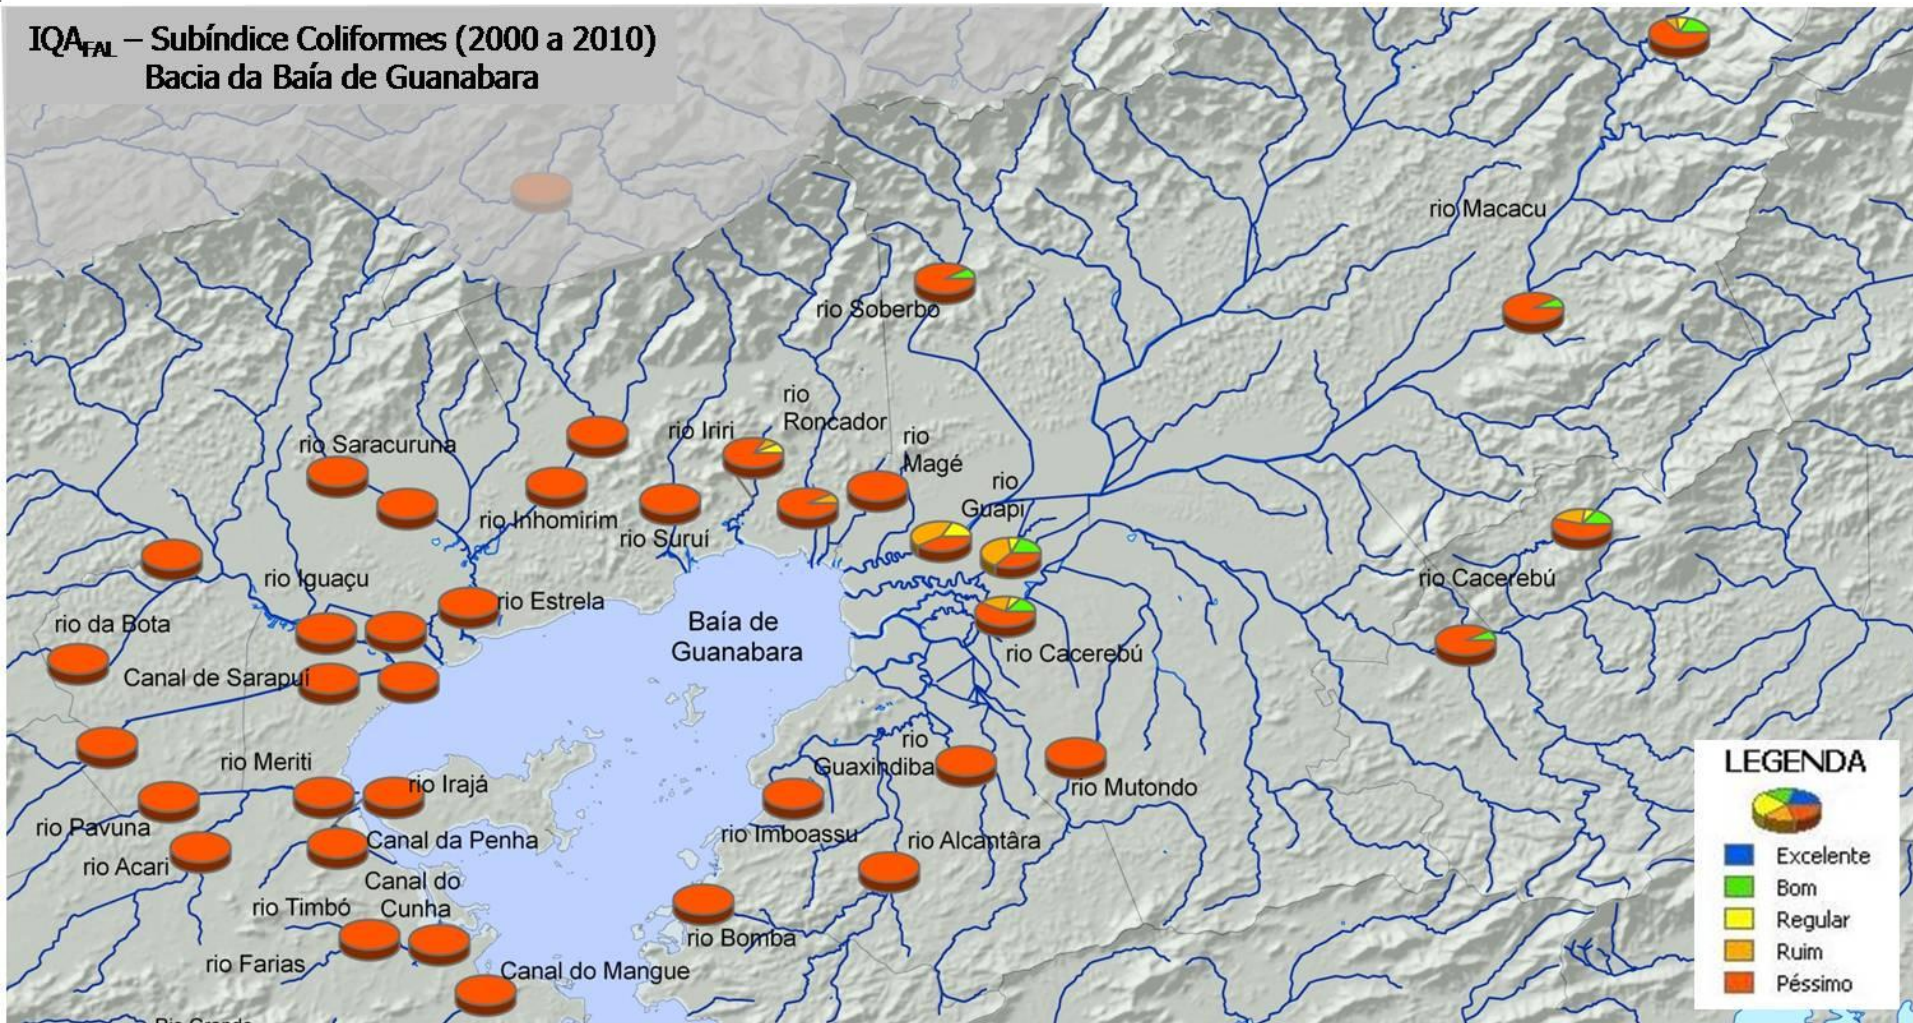 IQAFAL – Subíndice Coliformes (2000 a 2010)
Bacia da Baía de Guanabara
rio Macacu
rio Soberbo
rio
Roncador
rio Iriri
rio
Magé
rio Saracuruna
rio
Guapi
rio Inhomirim
rio Suruí
rio Iguaçu
rio Cacerebú
rio Estrela
rio da Bota
Baía de
Guanabara
rio Cacerebú
Canal de Sarapui
rio
Guaxindiba
rio Meriti
rio Irajá
rio Mutondo
rio Pavuna
rio Imboassu
Canal da Penha
rio Alcantâra
rio Acari
Canal do
Cunha
rio Timbó
rio Bomba
rio Farias
Canal do Mangue
LEGENDA
Excelente
Bom
Regular
Ruim
Péssimo